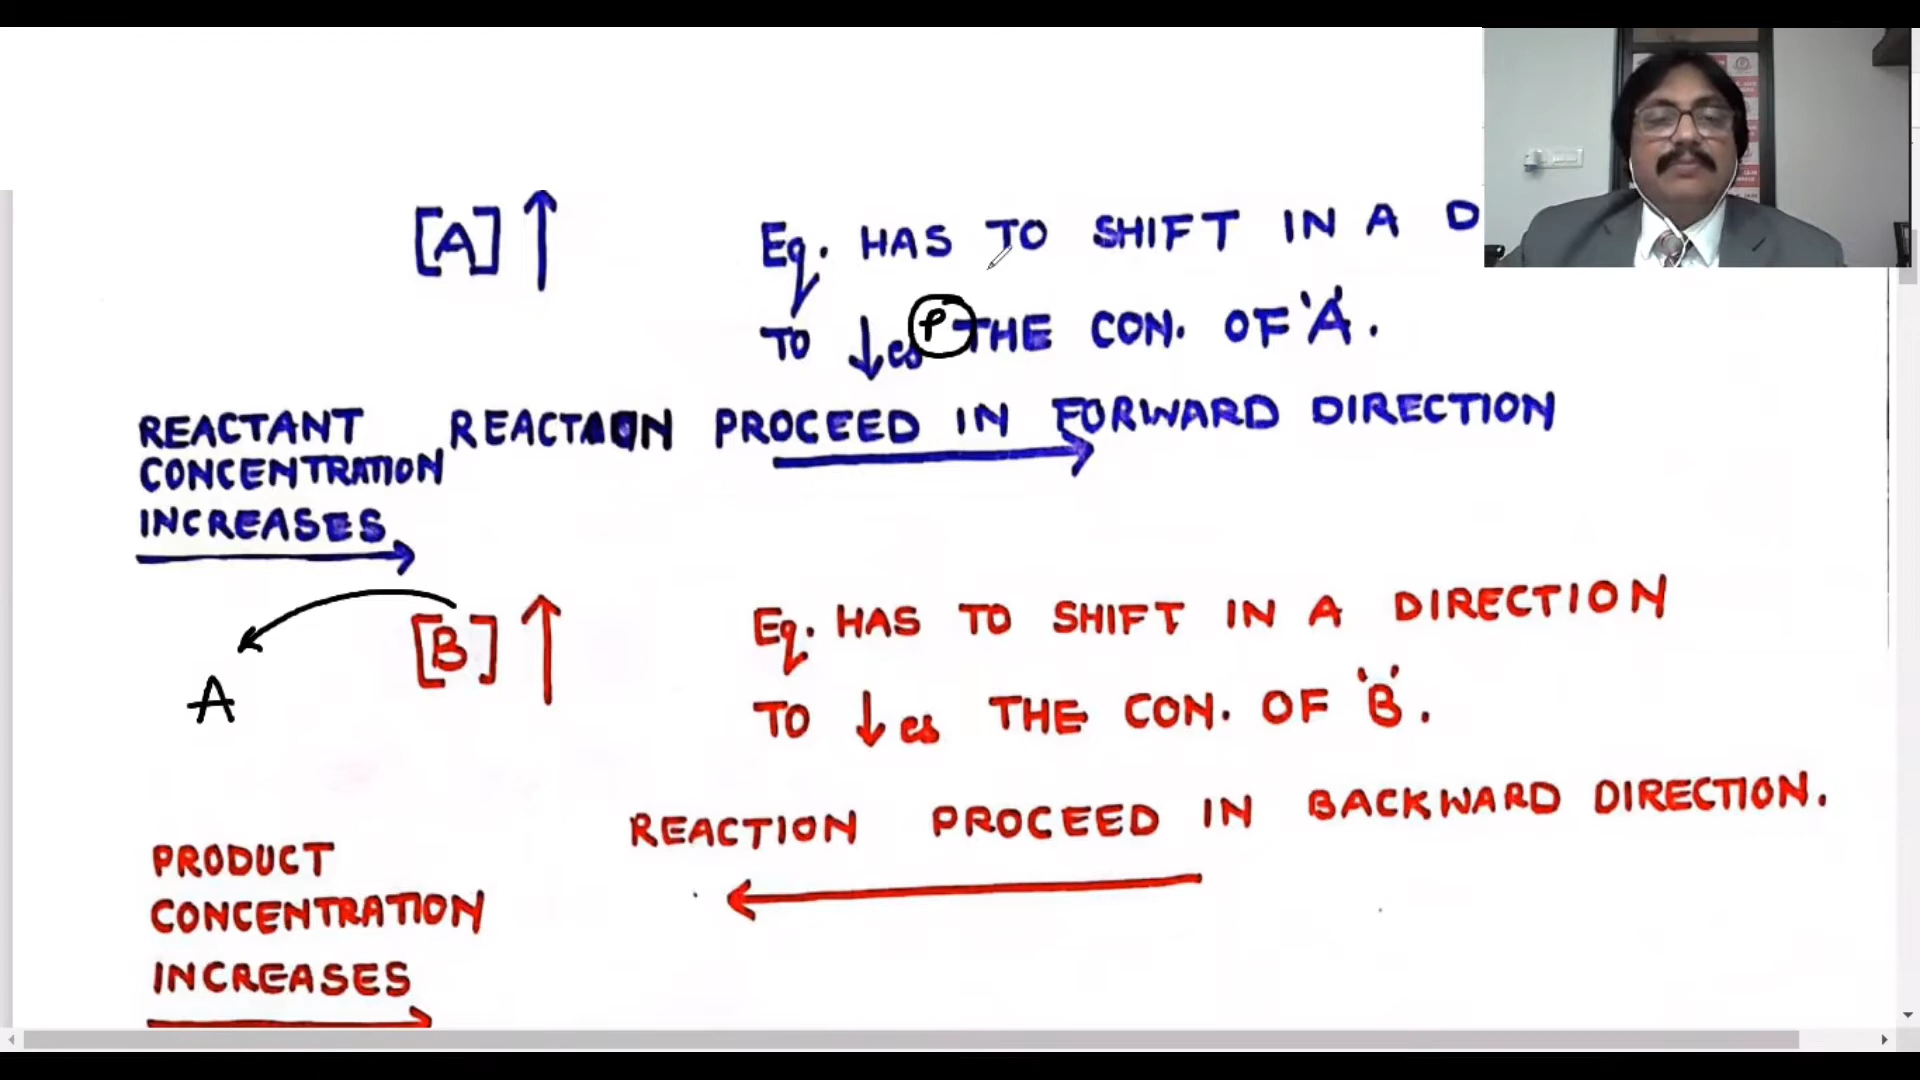 [A] ↑ Eq. HAS TO SHIFT IN A D
TO ↓es P THE CON. OF 'A'.
REACTANT REACTAON PROCEED IN FORWARD DIRECTION
CONCENTRATION
INCREASES
[B] ↑ Eq. HAS TO SHIFT IN A DIRECTION
A
TO ↓es THE CON. OF 'B'.
REACTION PROCEED IN BACKWARD DIRECTION.
PRODUCT
CONCENTRATION
INCREASES